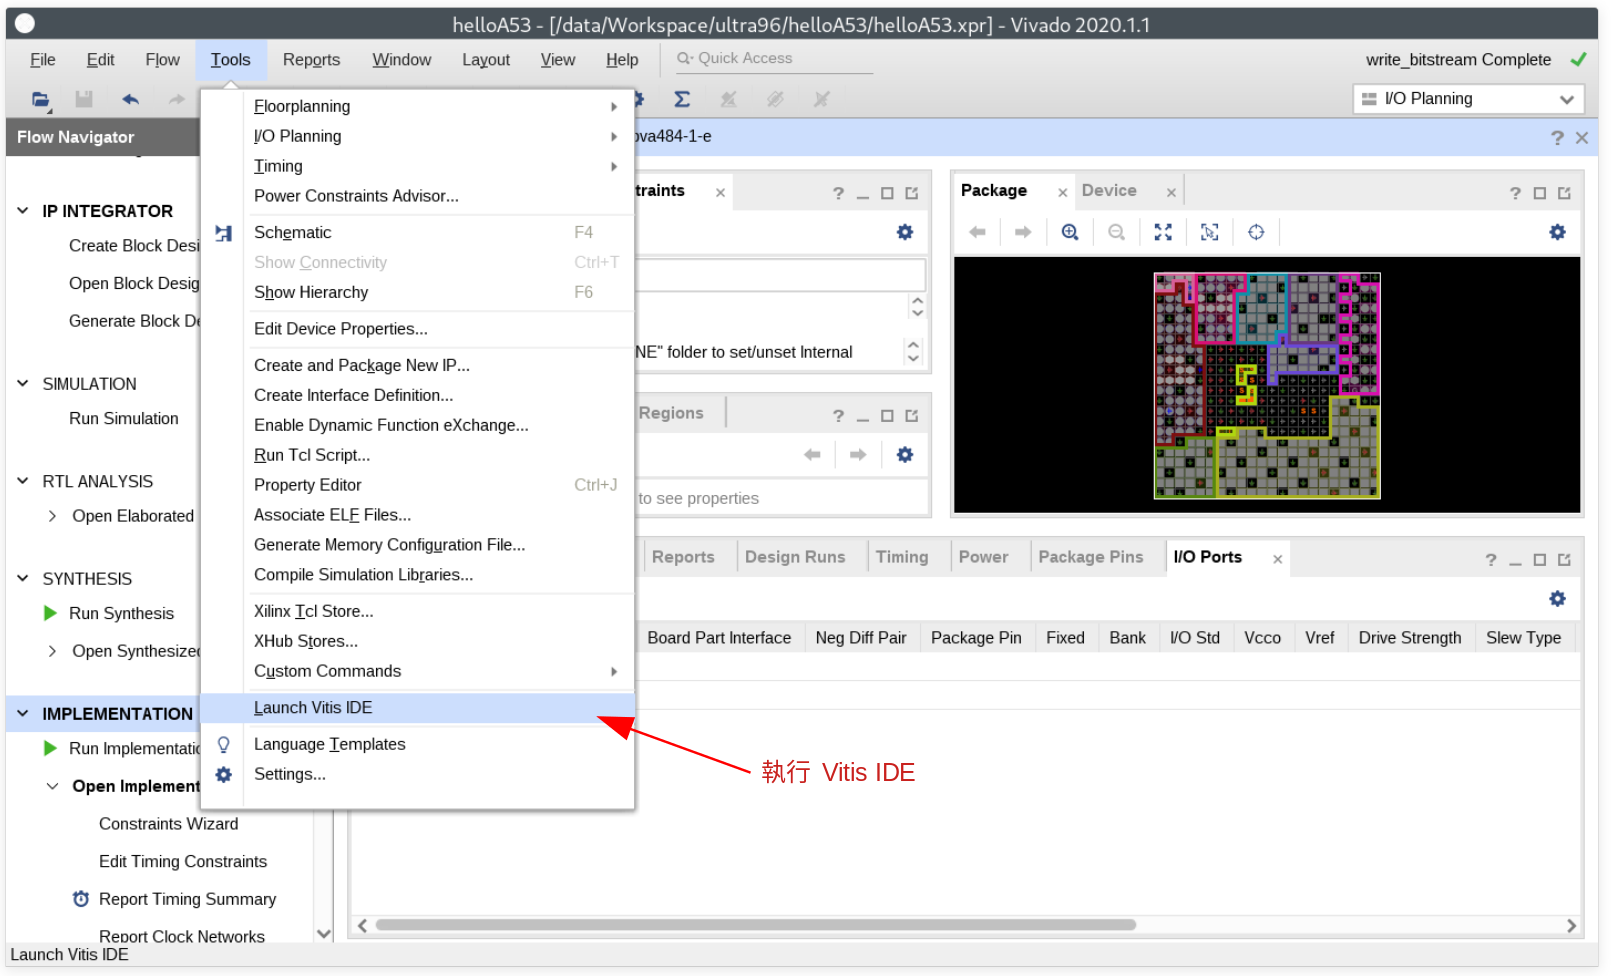 helloA53 - [/data/Workspace/ultra96/helloA53/helloA53.xpr] - Vivado 2020.1.1
File Edit Flow Tools Reports Window Layout View Help Quick Access write_bitstream Complete
I/O Planning
Flow Navigator
va484-1-e
IP INTEGRATOR
Create Block Desi
Open Block Desig
Generate Block De
SIMULATION
Run Simulation
RTL ANALYSIS
Open Elaborated
SYNTHESIS
Run Synthesis
Open Synthesized
IMPLEMENTATION
Run Implementatio
Open Implement
Constraints Wizard
Edit Timing Constraints
Report Timing Summary
Report Clock Networks
Floorplanning
I/O Planning
Timing
Power Constraints Advisor...
Schematic F4
Show Connectivity Ctrl+T
Show Hierarchy F6
Edit Device Properties...
Create and Package New IP...
Create Interface Definition...
Enable Dynamic Function eXchange...
Run Tcl Script...
Property Editor Ctrl+J
Associate ELF Files...
Generate Memory Configuration File...
Compile Simulation Libraries...
Xilinx Tcl Store...
XHub Stores...
Custom Commands
Launch Vitis IDE
Language Templates
Settings...
traints
NE" folder to set/unset Internal
Regions
to see properties
Package Device
Reports Design Runs Timing Power Package Pins I/O Ports
Board Part Interface Neg Diff Pair Package Pin Fixed Bank I/O Std Vcco Vref Drive Strength Slew Type
執行 Vitis IDE
Launch Vitis IDE